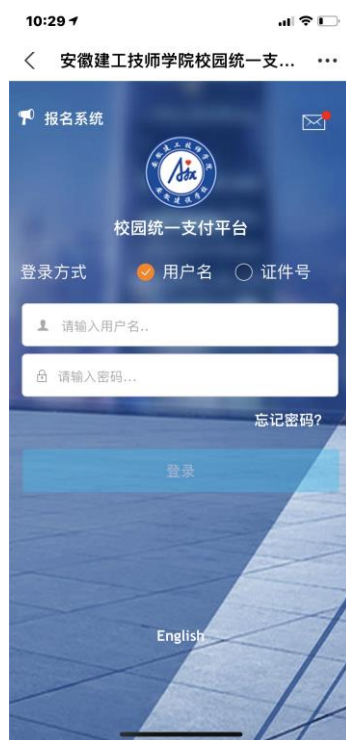 10:29
安徽建工技师学院校园统一支...
报名系统
校园统一支付平台
登录方式 用户名 证件号
请输入用户名..
请输入密码...
忘记密码?
登录
English